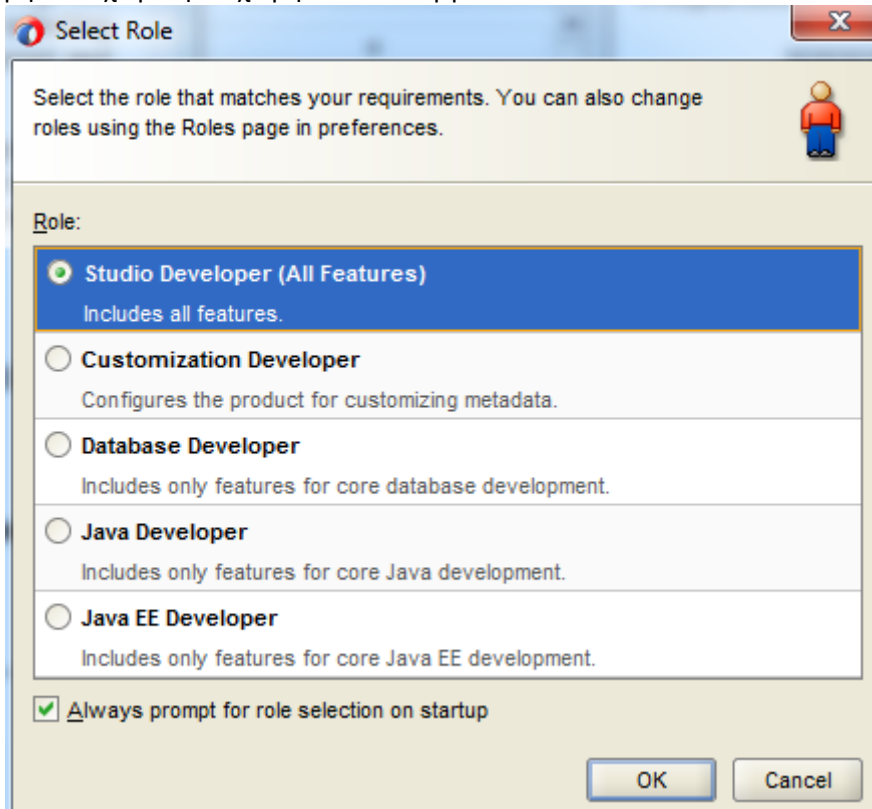 Select Role
Select the role that matches your requirements. You can also change
roles using the Roles page in preferences.
Role:
Studio Developer (All Features)
Includes all features.
Customization Developer
Configures the product for customizing metadata.
Database Developer
Includes only features for core database development.
Java Developer
Includes only features for core Java development.
Java EE Developer
Includes only features for core Java EE development.
Always prompt for role selection on startup
OK Cancel